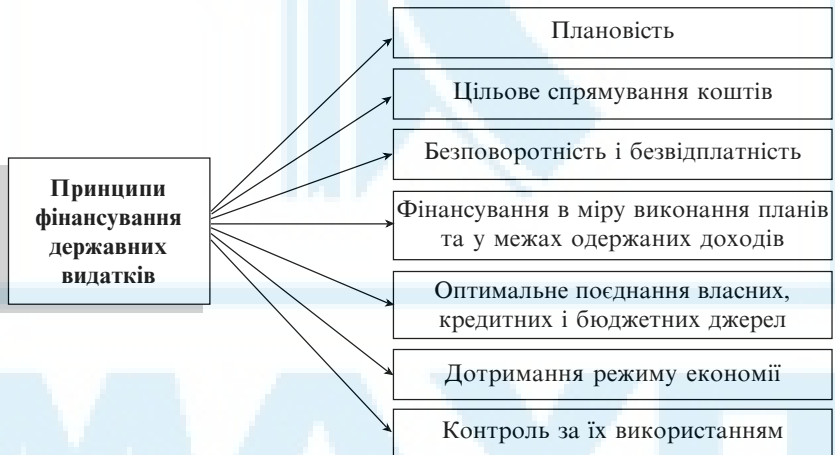 Принципи
фінансування
державних
видатків
Плановість
Цільове спрямування коштів
Безповоротність і безвідплатність
Фінансування в міру виконання планів
та у межах одержаних доходів
Оптимальне поєднання власних,
кредитних і бюджетних джерел
Дотримання режиму економії
Контроль за їх використанням